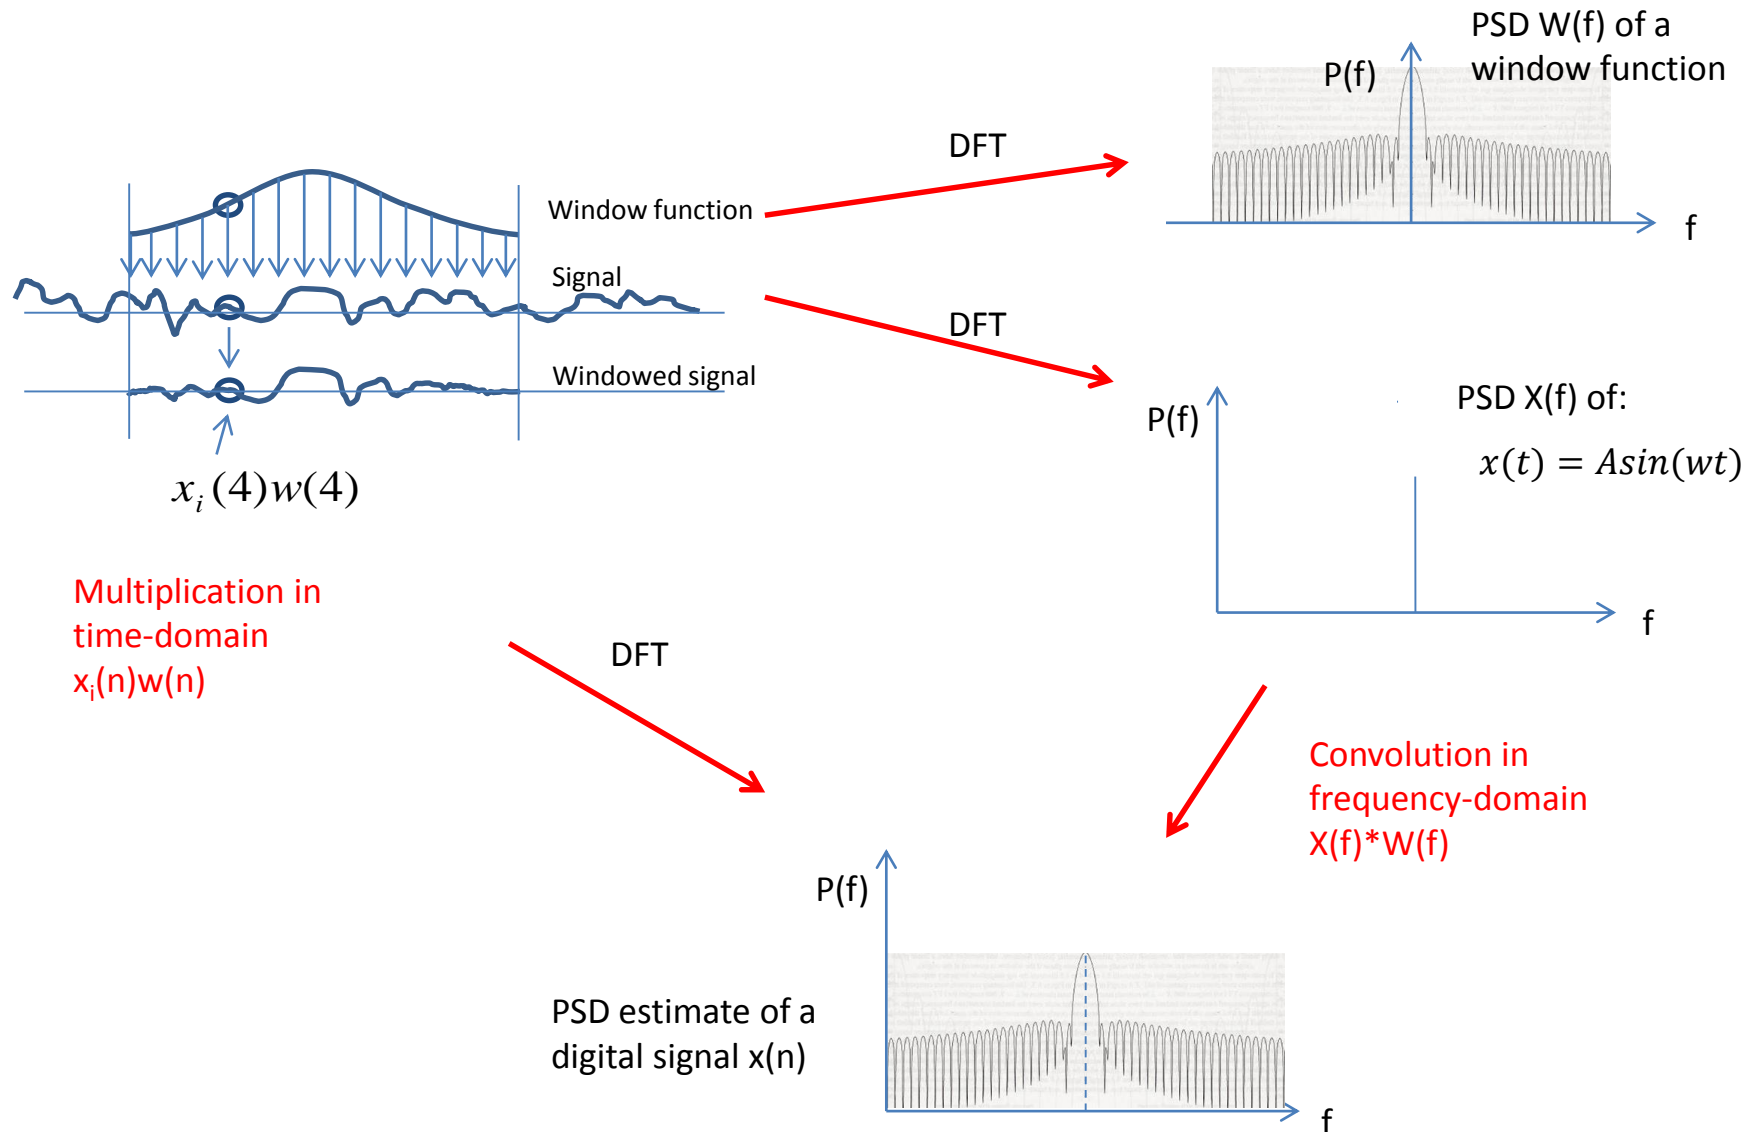 PSD W(f) of a
window function
P(f)
f
DFT
Window function
Signal
Windowed signal
x_i(4)w(4)
DFT
PSD X(f) of:
x(t) = Asin(wt)
P(f)
f
Multiplication in
time-domain
x_i(n)w(n)
DFT
Convolution in
frequency-domain
X(f)*W(f)
P(f)
PSD estimate of a
digital signal x(n)
f